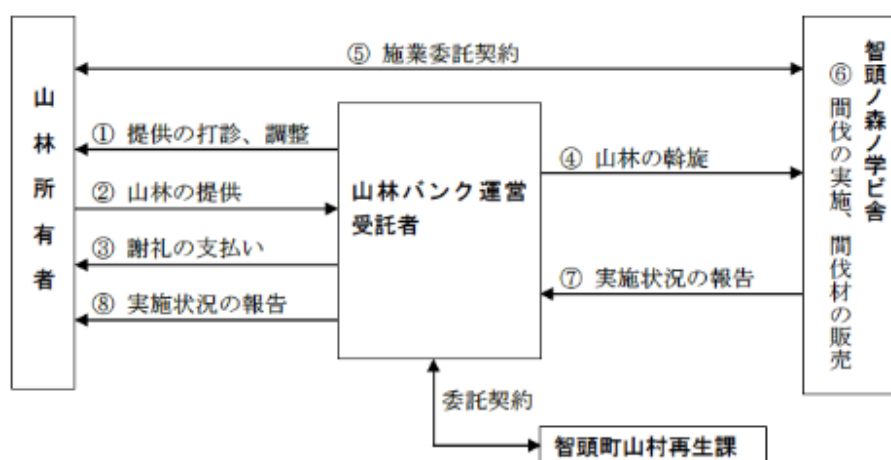 山林所有者
⑤ 施業委託契約
① 提供の打診、調整
② 山林の提供
③ 謝礼の支払い
⑧ 実施状況の報告
山林バンク運営
受託者
④ 山林の斡旋
⑦ 実施状況の報告
智頭ノ森ノ学ビ舎
⑥ 間伐の実施、間伐材の販売
委託契約
智頭町山村再生課